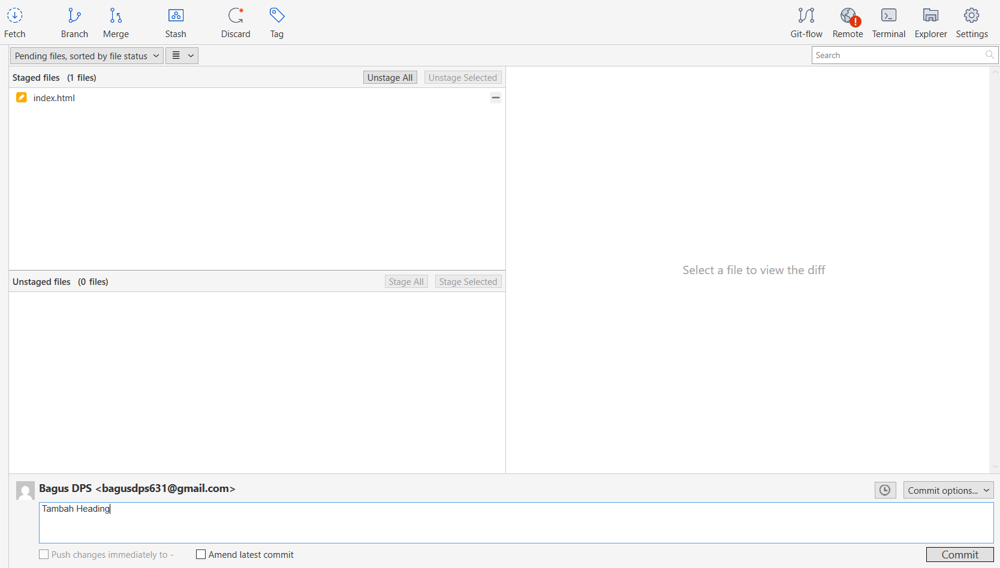 Fetch Branch Merge Stash Discard Tag Git-flow Remote Terminal Explorer Settings
Pending files, sorted by file status Search
Staged files (1 files) Unstage All Unstage Selected
index.html
Select a file to view the diff
Unstaged files (0 files) Stage All Stage Selected
Bagus DPS <bagusdps631@gmail.com> Commit options...
Tambah Heading
Push changes immediately to - Amend latest commit Commit